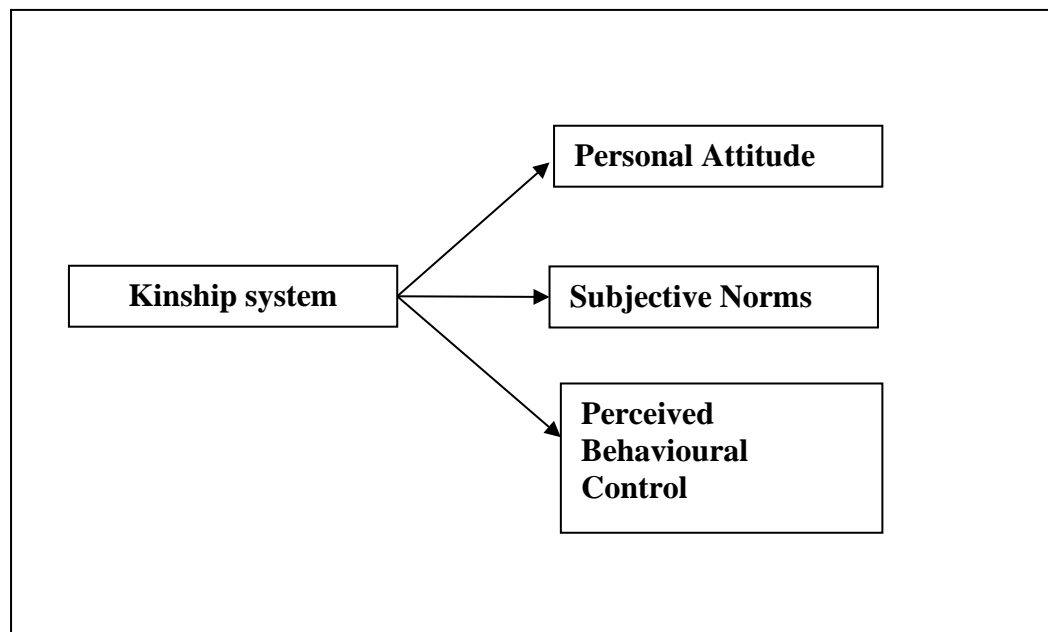 Personal Attitude
Kinship system
Subjective Norms
Perceived
Behavioural
Control